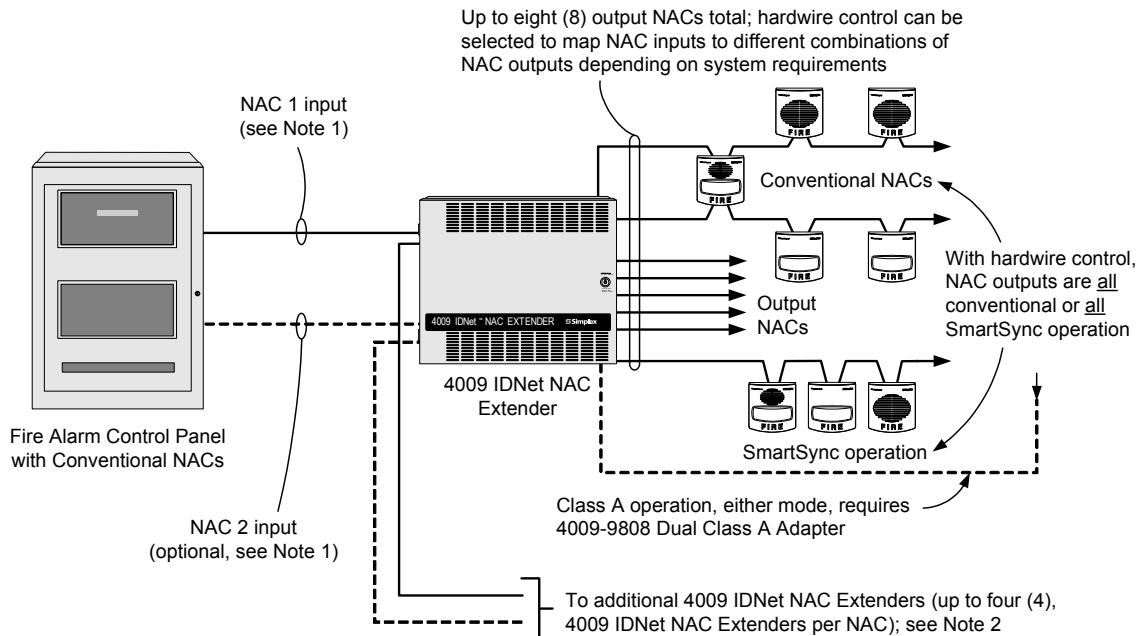 Up to eight (8) output NACs total; hardwire control can be
selected to map NAC inputs to different combinations of
NAC outputs depending on system requirements
NAC 1 input
(see Note 1)
FIRE
FIRE
FIRE
Conventional NACs
FIRE
FIRE
With hardwire control,
NAC outputs are all
conventional or all
SmartSync operation
Output
NACs
4009 IDNet™ NAC EXTENDER Simplex
4009 IDNet NAC
Extender
FIRE
FIRE
FIRE
SmartSync operation
Fire Alarm Control Panel
with Conventional NACs
Class A operation, either mode, requires
4009-9808 Dual Class A Adapter
NAC 2 input
(optional, see Note 1)
To additional 4009 IDNet NAC Extenders (up to four (4),
4009 IDNet NAC Extenders per NAC); see Note 2